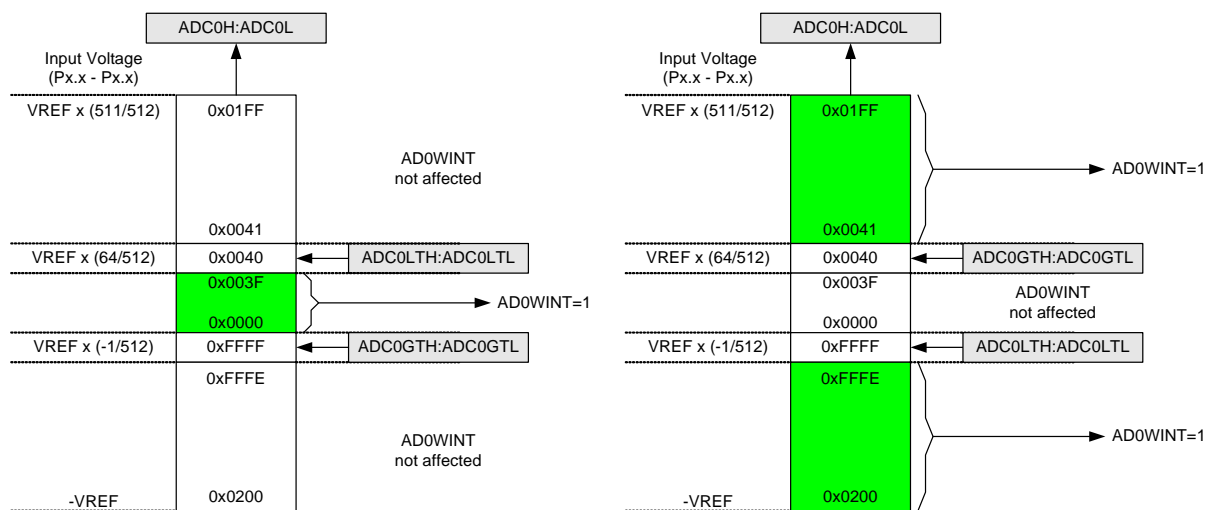 ADC0H:ADC0L
Input Voltage
(Px.x - Px.x)
VREF x (511/512)
0x01FF
AD0WINT
not affected
0x0041
VREF x (64/512)
0x0040
ADC0LTH:ADC0LTL
0x003F
AD0WINT=1
0x0000
VREF x (-1/512)
0xFFFF
ADC0GTH:ADC0GTL
0xFFFE
AD0WINT
not affected
-VREF
0x0200
ADC0H:ADC0L
Input Voltage
(Px.x - Px.x)
VREF x (511/512)
0x01FF
AD0WINT=1
0x0041
VREF x (64/512)
0x0040
ADC0GTH:ADC0GTL
0x003F
AD0WINT
not affected
0x0000
VREF x (-1/512)
0xFFFF
ADC0LTH:ADC0LTL
0xFFFE
AD0WINT=1
-VREF
0x0200